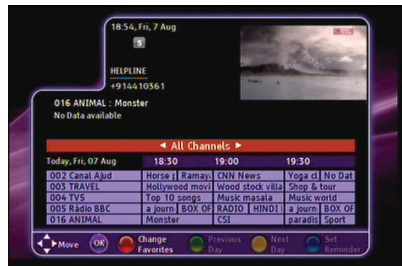 18:54, Fri, 7 Aug
S
HELPLINE
+914410361
016 ANIMAL : Monster
No Data available
◄ All Channels ►
Today, Fri, 07 Aug 18:30 19:00 19:30
002 Canal Ajud Horse p Ramay. CNN News Yoga cl No Dat
003 TRAVEL Hollywood movi Wood stock villa Shop & tour
004 TV5 Top 10 songs Music masala Music world
005 Ràdio BBC a journ BOX OF RADIO HINDI a journ BOX OF
016 ANIMAL Monster CSI paradis Sport
Move OK Change Favorites Previous Day Next Day Set Reminder